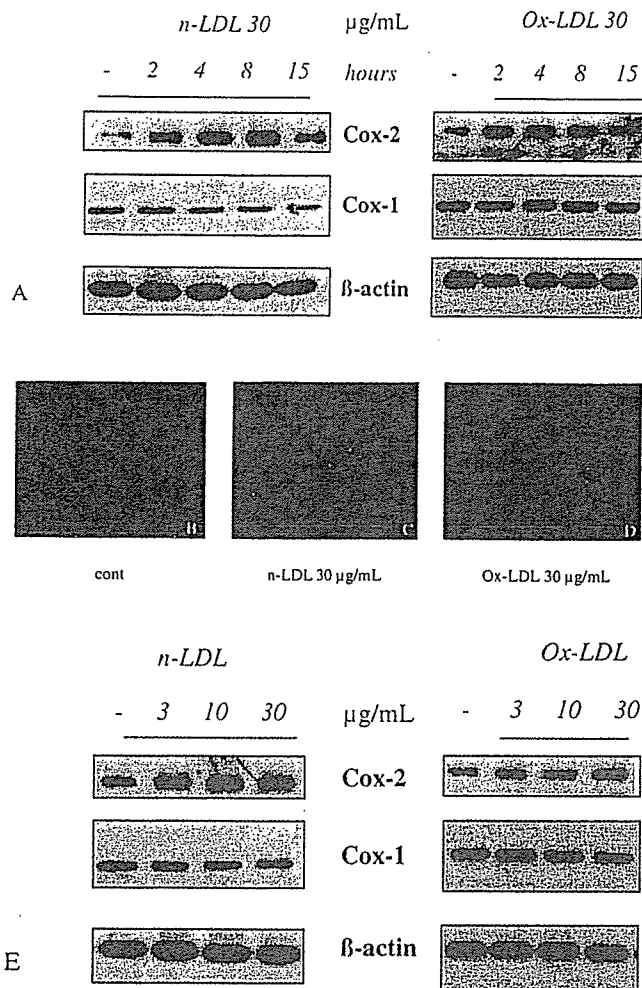 n-LDL 30 µg/mL Ox-LDL 30
- 2 4 8 15 hours - 2 4 8 15
Cox-2
Cox-1
A ß-actin
B C D
cont n-LDL 30 µg/mL Ox-LDL 30 µg/mL
n-LDL Ox-LDL
- 3 10 30 µg/mL - 3 10 30
Cox-2
Cox-1
E ß-actin